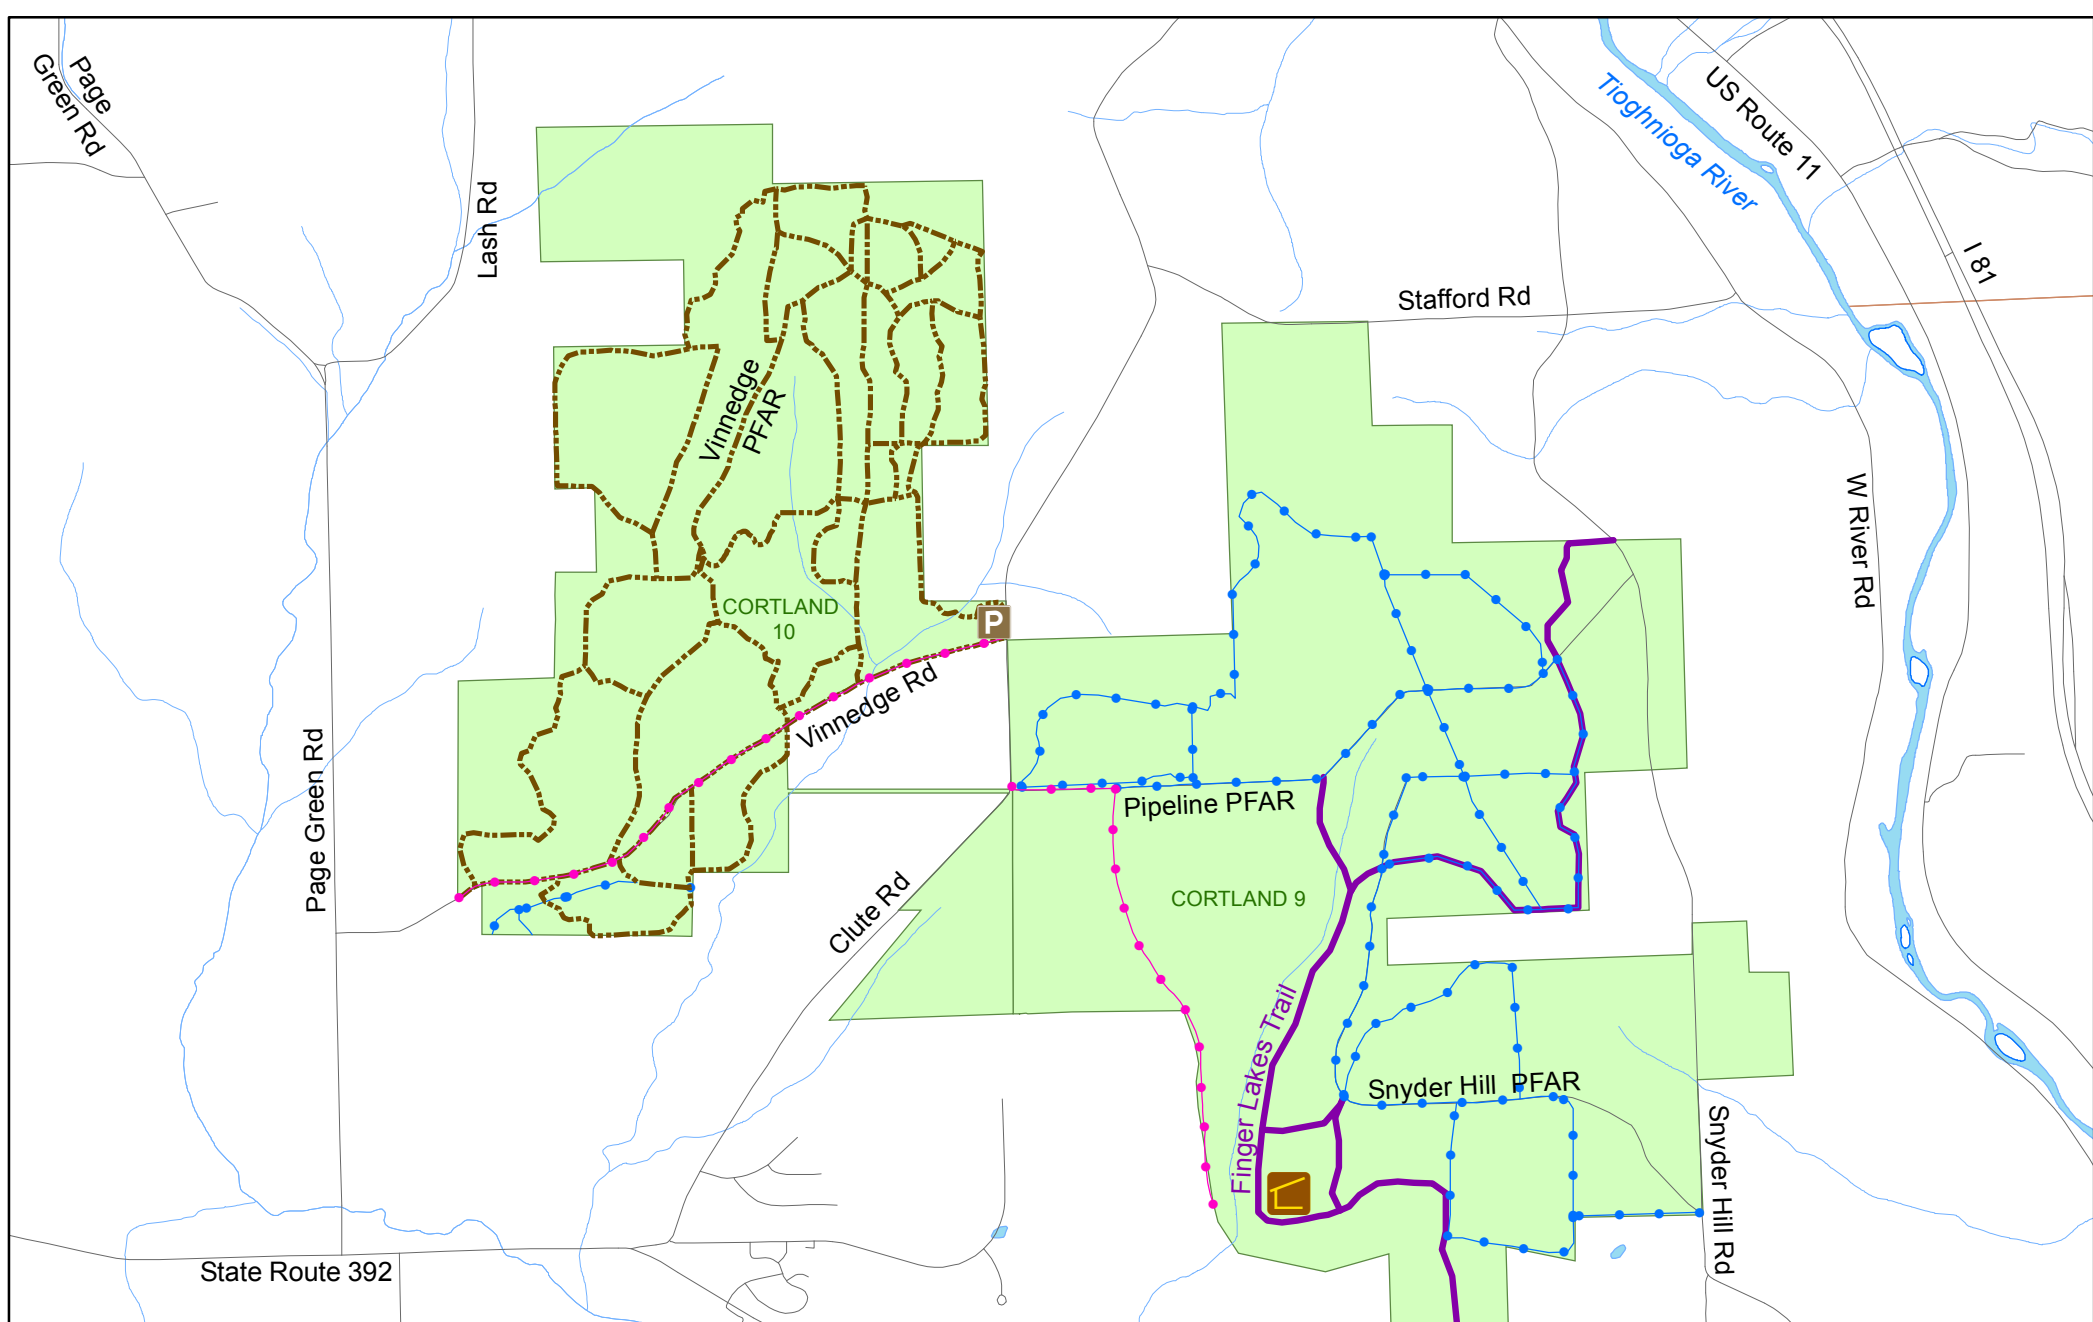 Page
Green Rd
Lash Rd
Tioghnioga River
US Route 11
I 81
Stafford Rd
Vinnedge
PFAR
W River Rd
CORTLAND
10
P
Vinnedge Rd
Page Green Rd
Pipeline PFAR
Clute Rd
CORTLAND 9
Finger Lakes Trail
Snyder Hill PFAR
Snyder Hill Rd
State Route 392